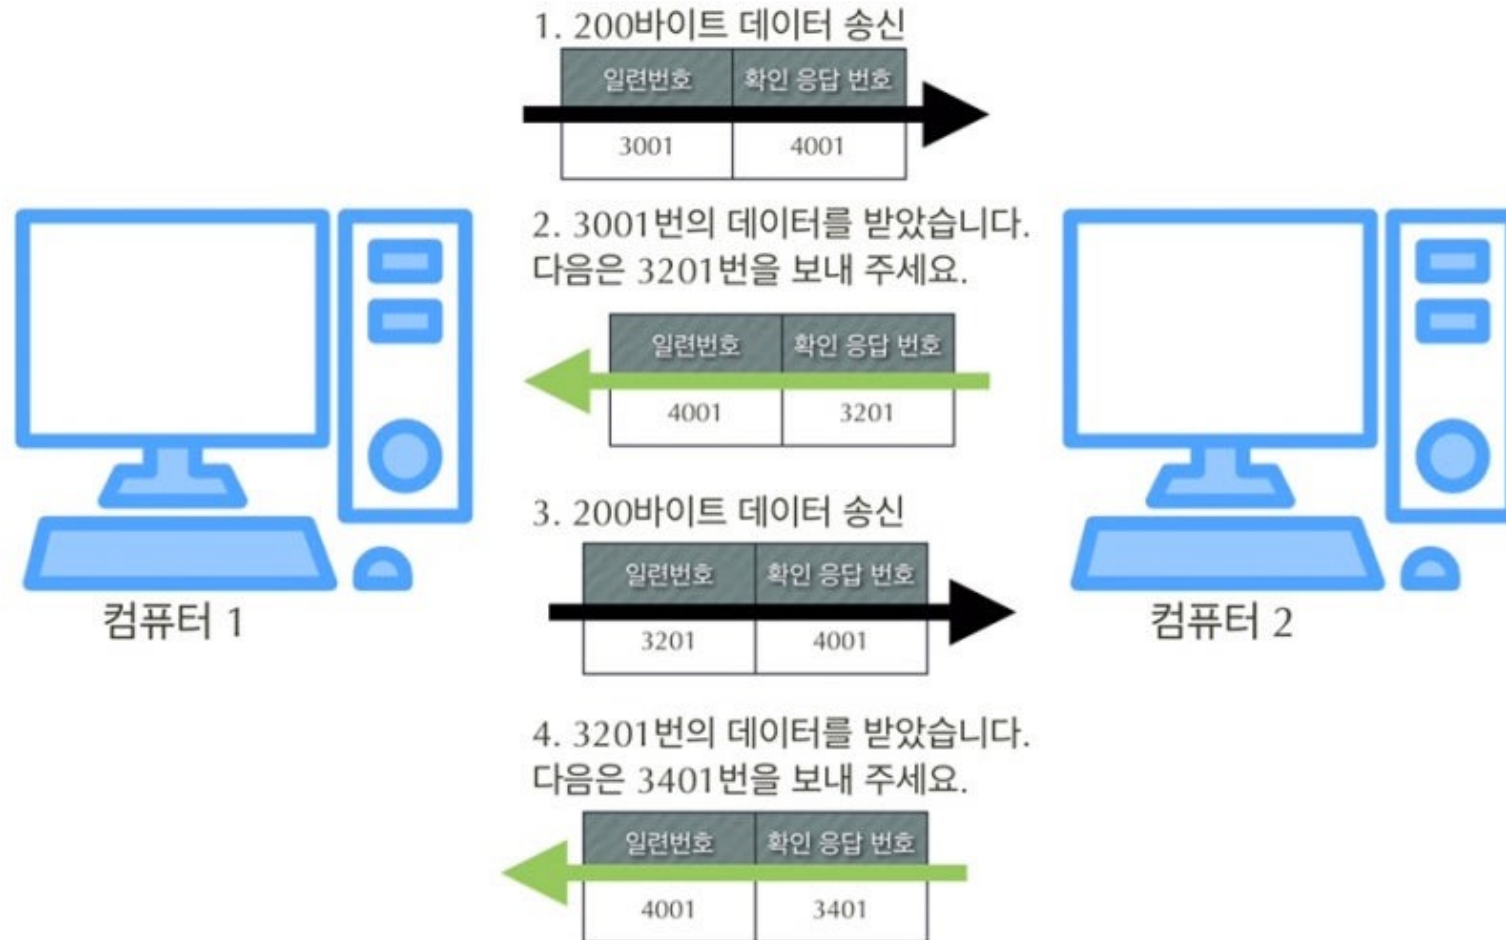 1. 200바이트 데이터 송신
일련번호 확인 응답 번호
3001 4001
2. 3001번의 데이터를 받았습니다.
다음은 3201번을 보내 주세요.
일련번호 확인 응답 번호
4001 3201
3. 200바이트 데이터 송신
일련번호 확인 응답 번호
3201 4001
컴퓨터 1
컴퓨터 2
4. 3201번의 데이터를 받았습니다.
다음은 3401번을 보내 주세요.
일련번호 확인 응답 번호
4001 3401